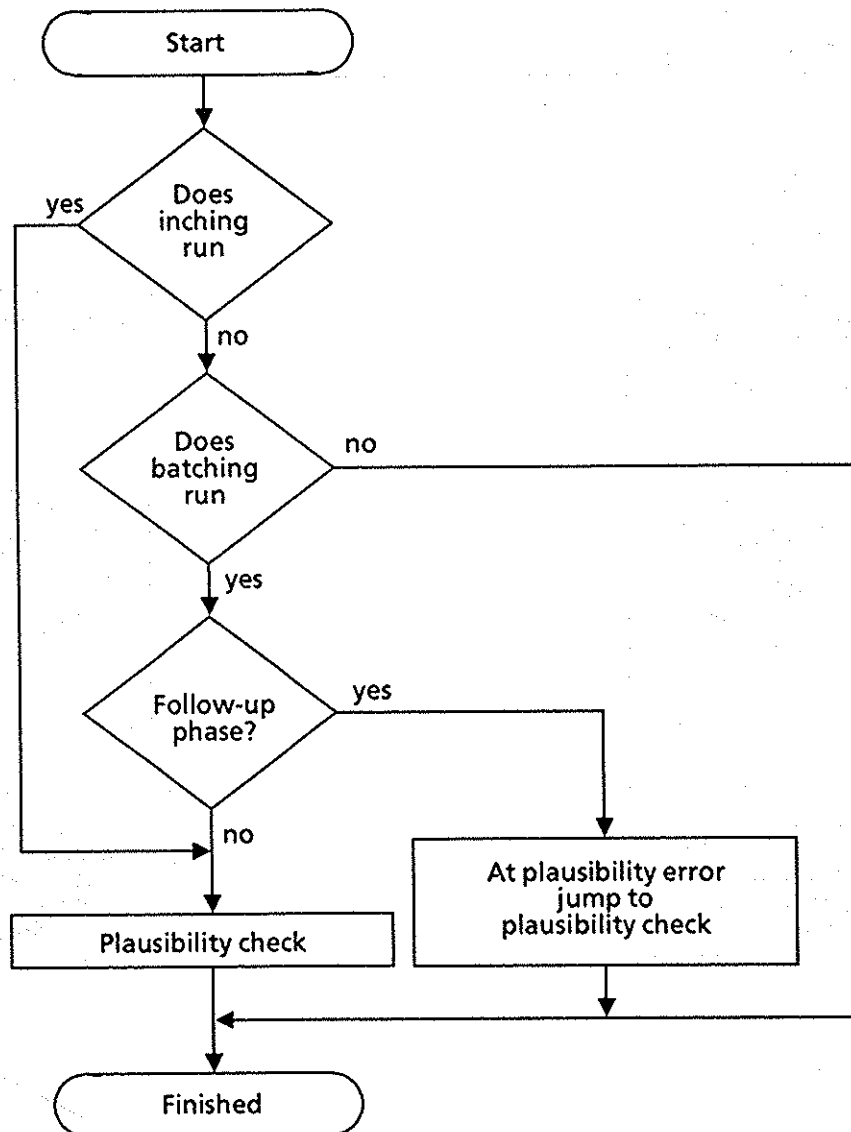 Start
Does
inching
run
yes
no
Does
batching
run
no
yes
Follow-up
phase?
yes
no
At plausibility error
jump to
plausibility check
Plausibility check
Finished